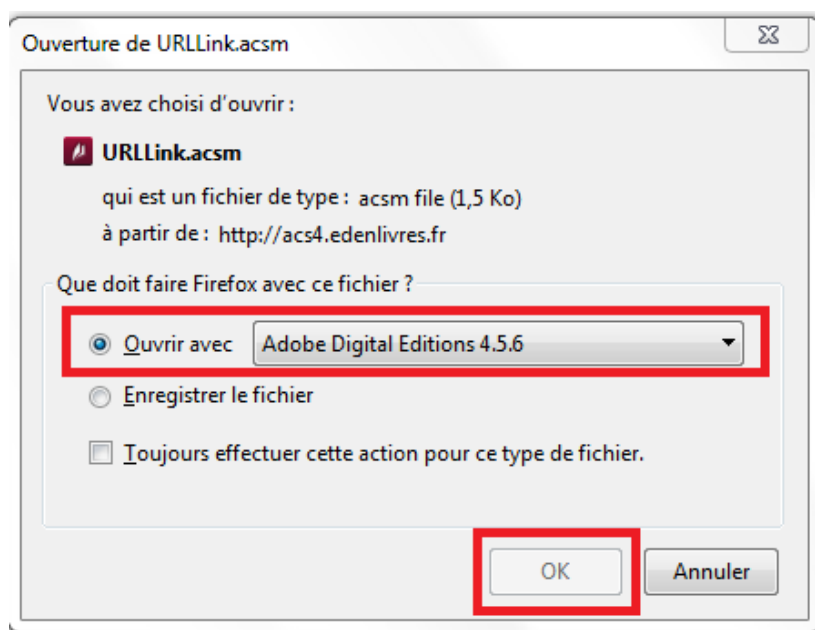 Ouverture de URLLink.acsm
Vous avez choisi d'ouvrir :
URLLink.acsm
qui est un fichier de type : acsm file (1,5 Ko)
à partir de : http://acs4.edenlivres.fr
Que doit faire Firefox avec ce fichier ?
Ouvrir avec Adobe Digital Editions 4.5.6
Enregistrer le fichier
Toujours effectuer cette action pour ce type de fichier.
OK Annuler